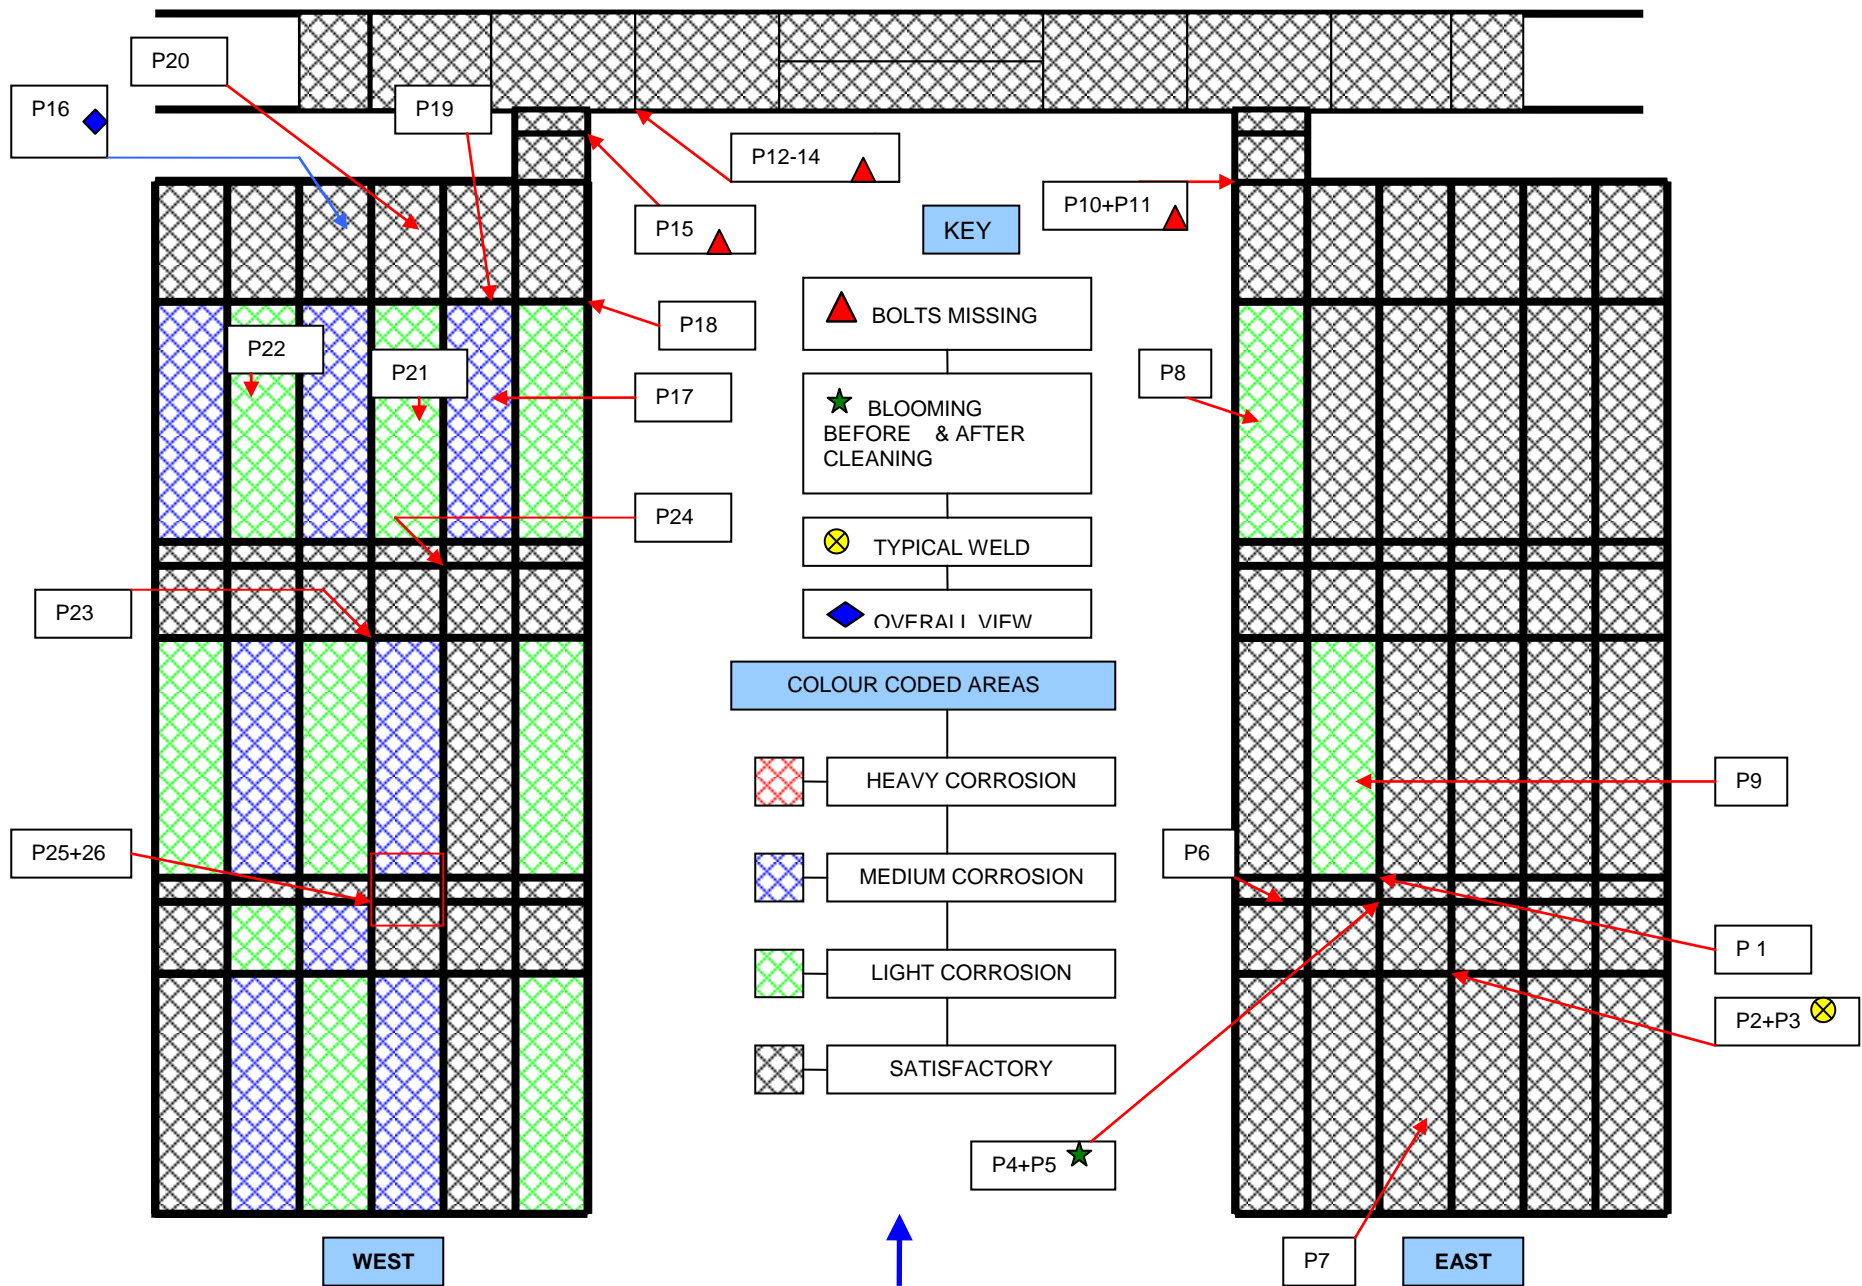 P20
P16
P19
P12-14
P10+P11
P15
KEY
BOLTS MISSING
P18
P22
P21
P17
P8
BLOOMING
BEFORE & AFTER
CLEANING
P24
TYPICAL WELD
P23
OVERALL VIEW
COLOUR CODED AREAS
HEAVY CORROSION
P9
P25+26
P6
MEDIUM CORROSION
P 1
LIGHT CORROSION
P2+P3
SATISFACTORY
P4+P5
WEST
P7
EAST